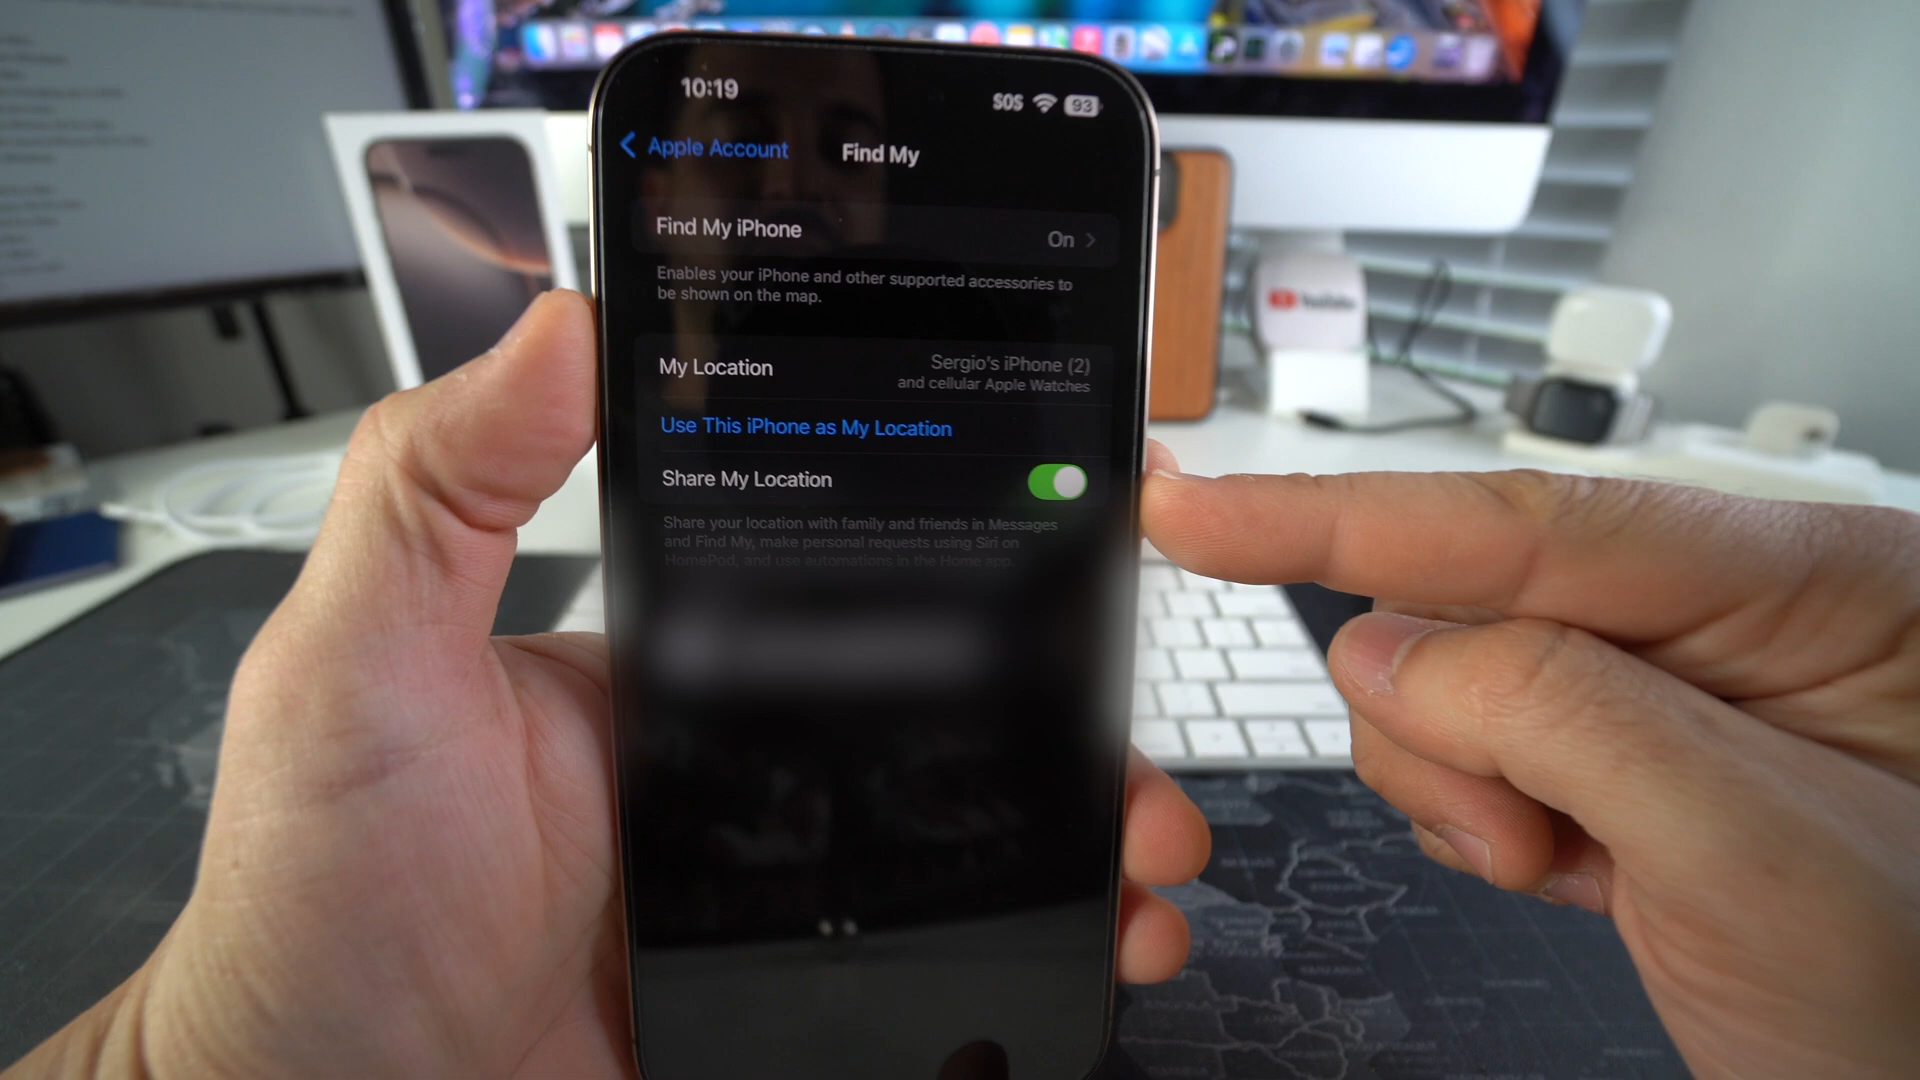 10:19
SOS 93
Apple Account
Find My
Find My iPhone
On
Enables your iPhone and other supported accessories to
be shown on the map.
My Location
Sergio's iPhone (2)
and cellular Apple Watches
Use This iPhone as My Location
Share My Location
Share your location with family and friends in Messages
and Find My, make personal requests using Siri on
HomePod, and use automations in the Home app.
YouTube